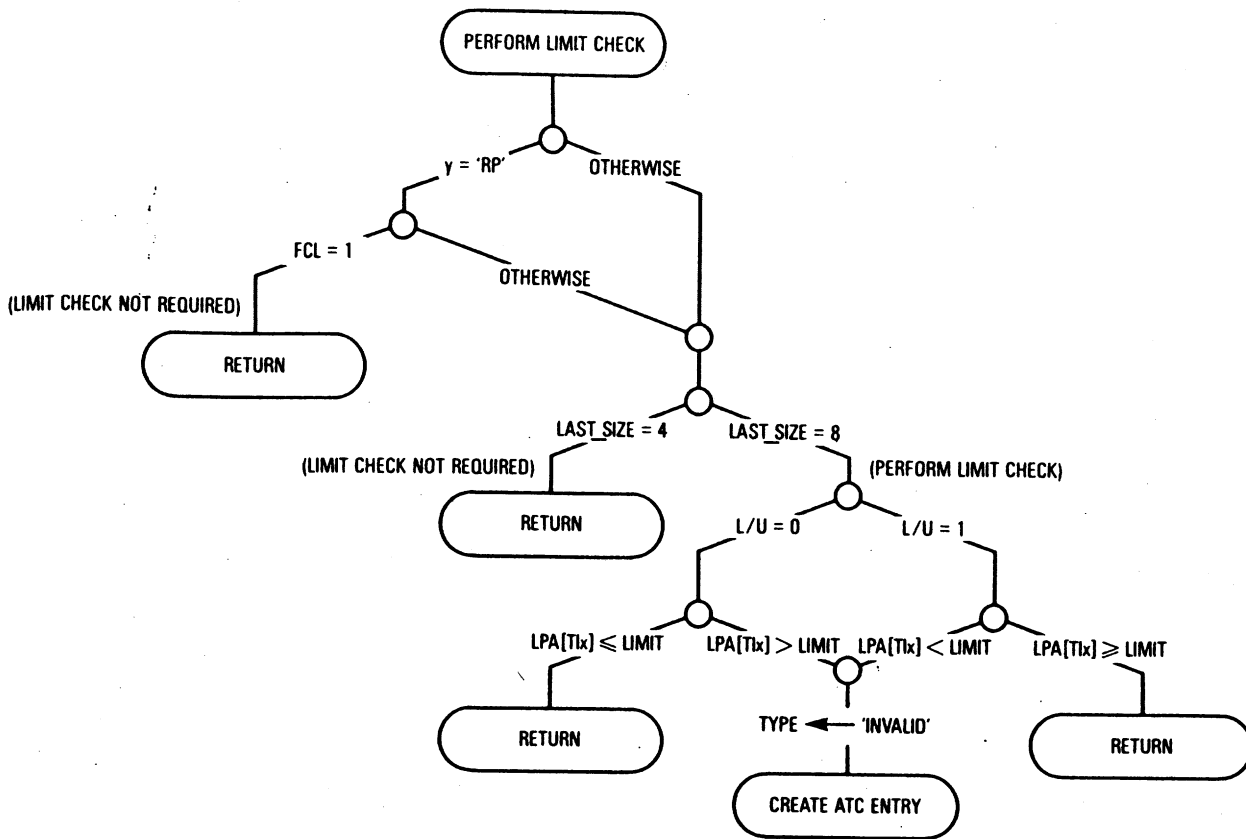 PERFORM LIMIT CHECK
y = 'RP'
OTHERWISE
FCL = 1
OTHERWISE
(LIMIT CHECK NOT REQUIRED)
RETURN
LAST_SIZE = 4
LAST_SIZE = 8
(LIMIT CHECK NOT REQUIRED)
(PERFORM LIMIT CHECK)
RETURN
L/U = 0
L/U = 1
LPA[TIx] ⩽ LIMIT
LPA[TIx] > LIMIT
LPA[TIx] < LIMIT
LPA[TIx] ⩾ LIMIT
RETURN
TYPE ← 'INVALID'
RETURN
CREATE ATC ENTRY